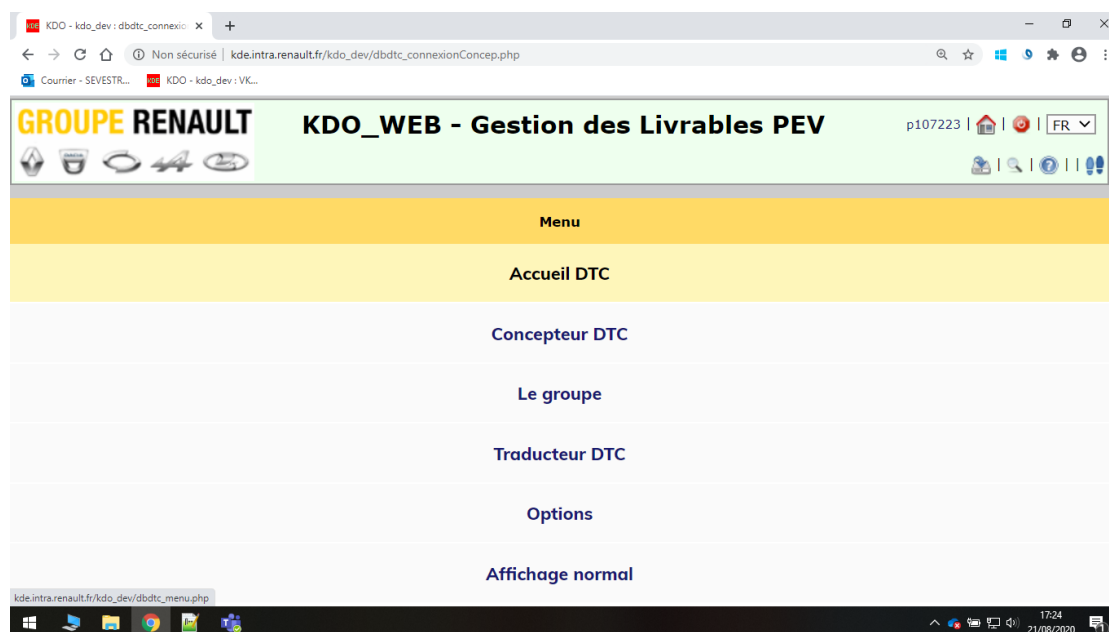 KDO - kdo_dev : dbdtc_connexio
Non sécurisé | kde.intra.renault.fr/kdo_dev/dbdtc_connexionConcep.php
Courrier - SEVESTR... KDO - kdo_dev : VK...
GROUPE RENAULT
KDO_WEB - Gestion des Livrables PEV
p107223 | | | FR
Menu
Accueil DTC
Concepteur DTC
Le groupe
Traducteur DTC
Options
Affichage normal
kde.intra.renault.fr/kdo_dev/dbdtc_menu.php
17:24
21/08/2020